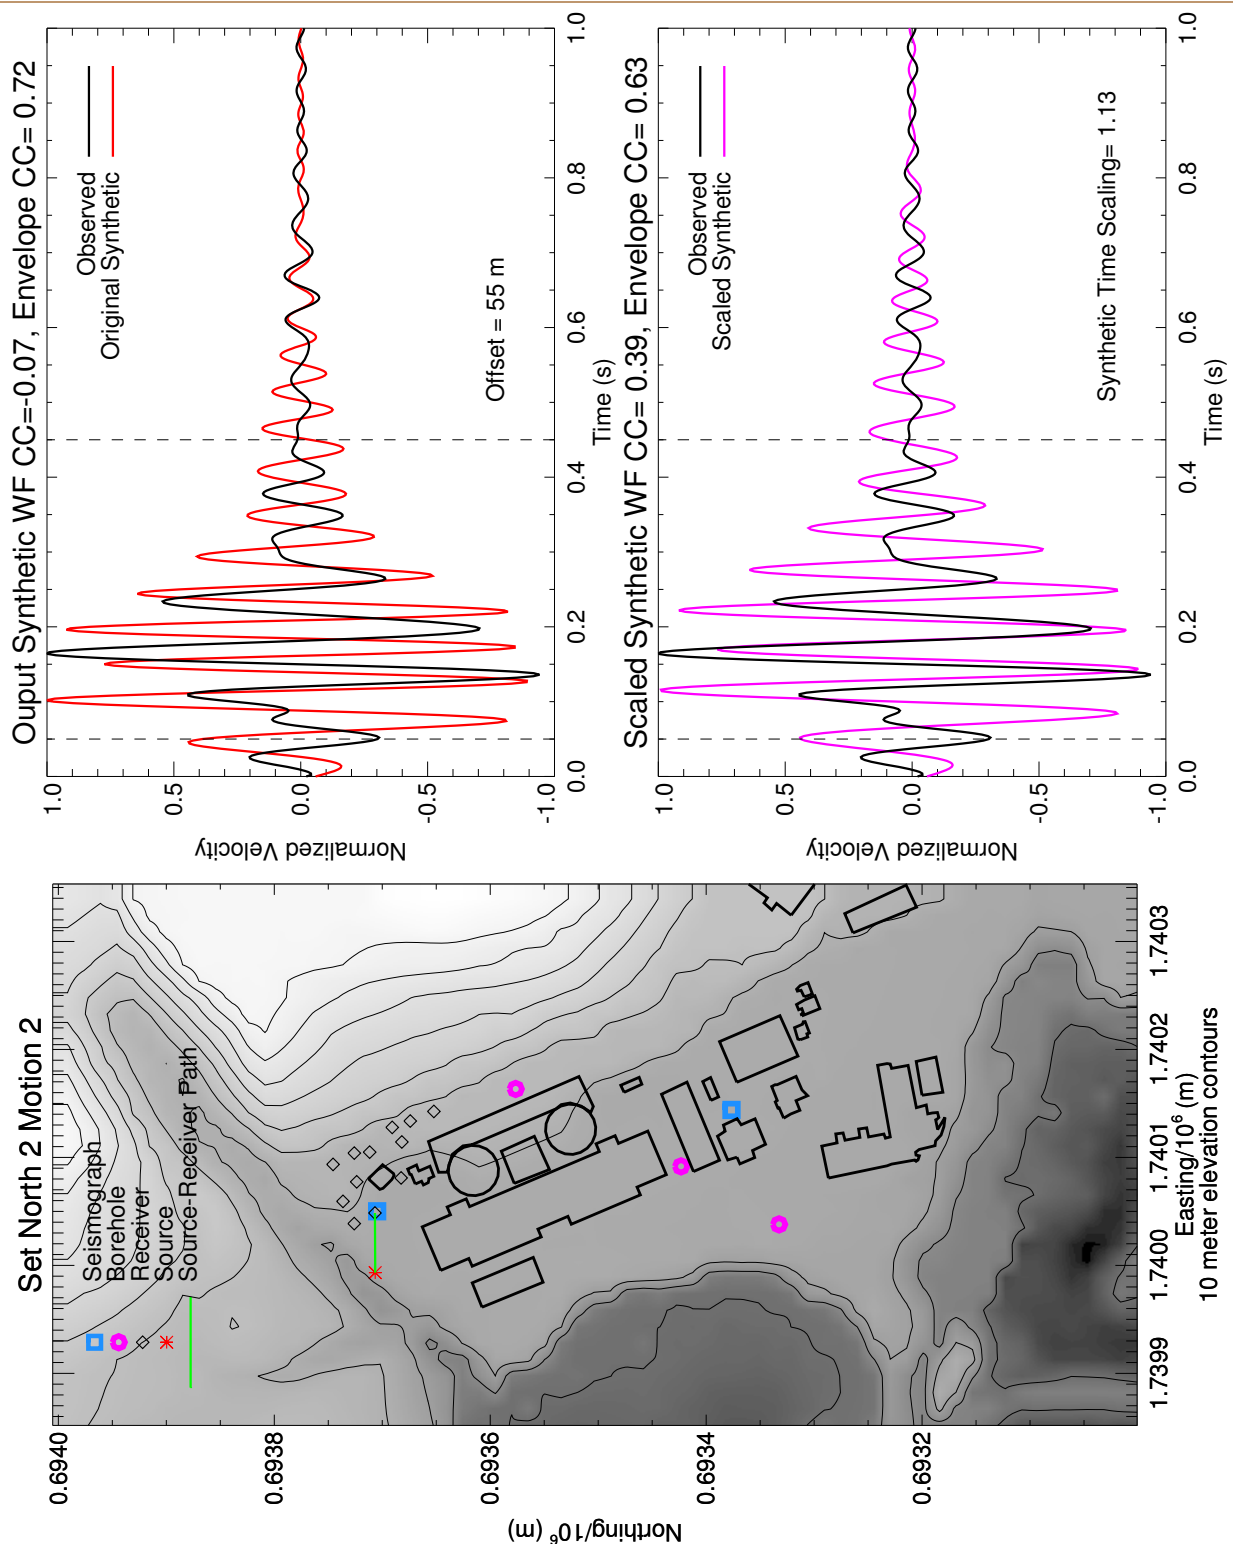 Set North 2 Motion 2
Seismograph
Borehole
Receiver
Source
Source-Receiver Path
0.6940
0.6938
0.6936
0.6934
0.6932
Northing/10⁶ (m)
1.7399
1.7400
1.7401
1.7402
1.7403
Easting/10⁶ (m)
10 meter elevation contours
Ouput Synthetic WF CC=-0.07, Envelope CC= 0.72
Observed
Original Synthetic
Offset = 55 m
1.0
0.5
0.0
-0.5
-1.0
Normalized Velocity
0.0
0.2
0.4
0.6
0.8
1.0
Time (s)
Scaled Synthetic WF CC= 0.39, Envelope CC= 0.63
Observed
Scaled Synthetic
Synthetic Time Scaling= 1.13
1.0
0.5
0.0
-0.5
-1.0
Normalized Velocity
0.0
0.2
0.4
0.6
0.8
1.0
Time (s)